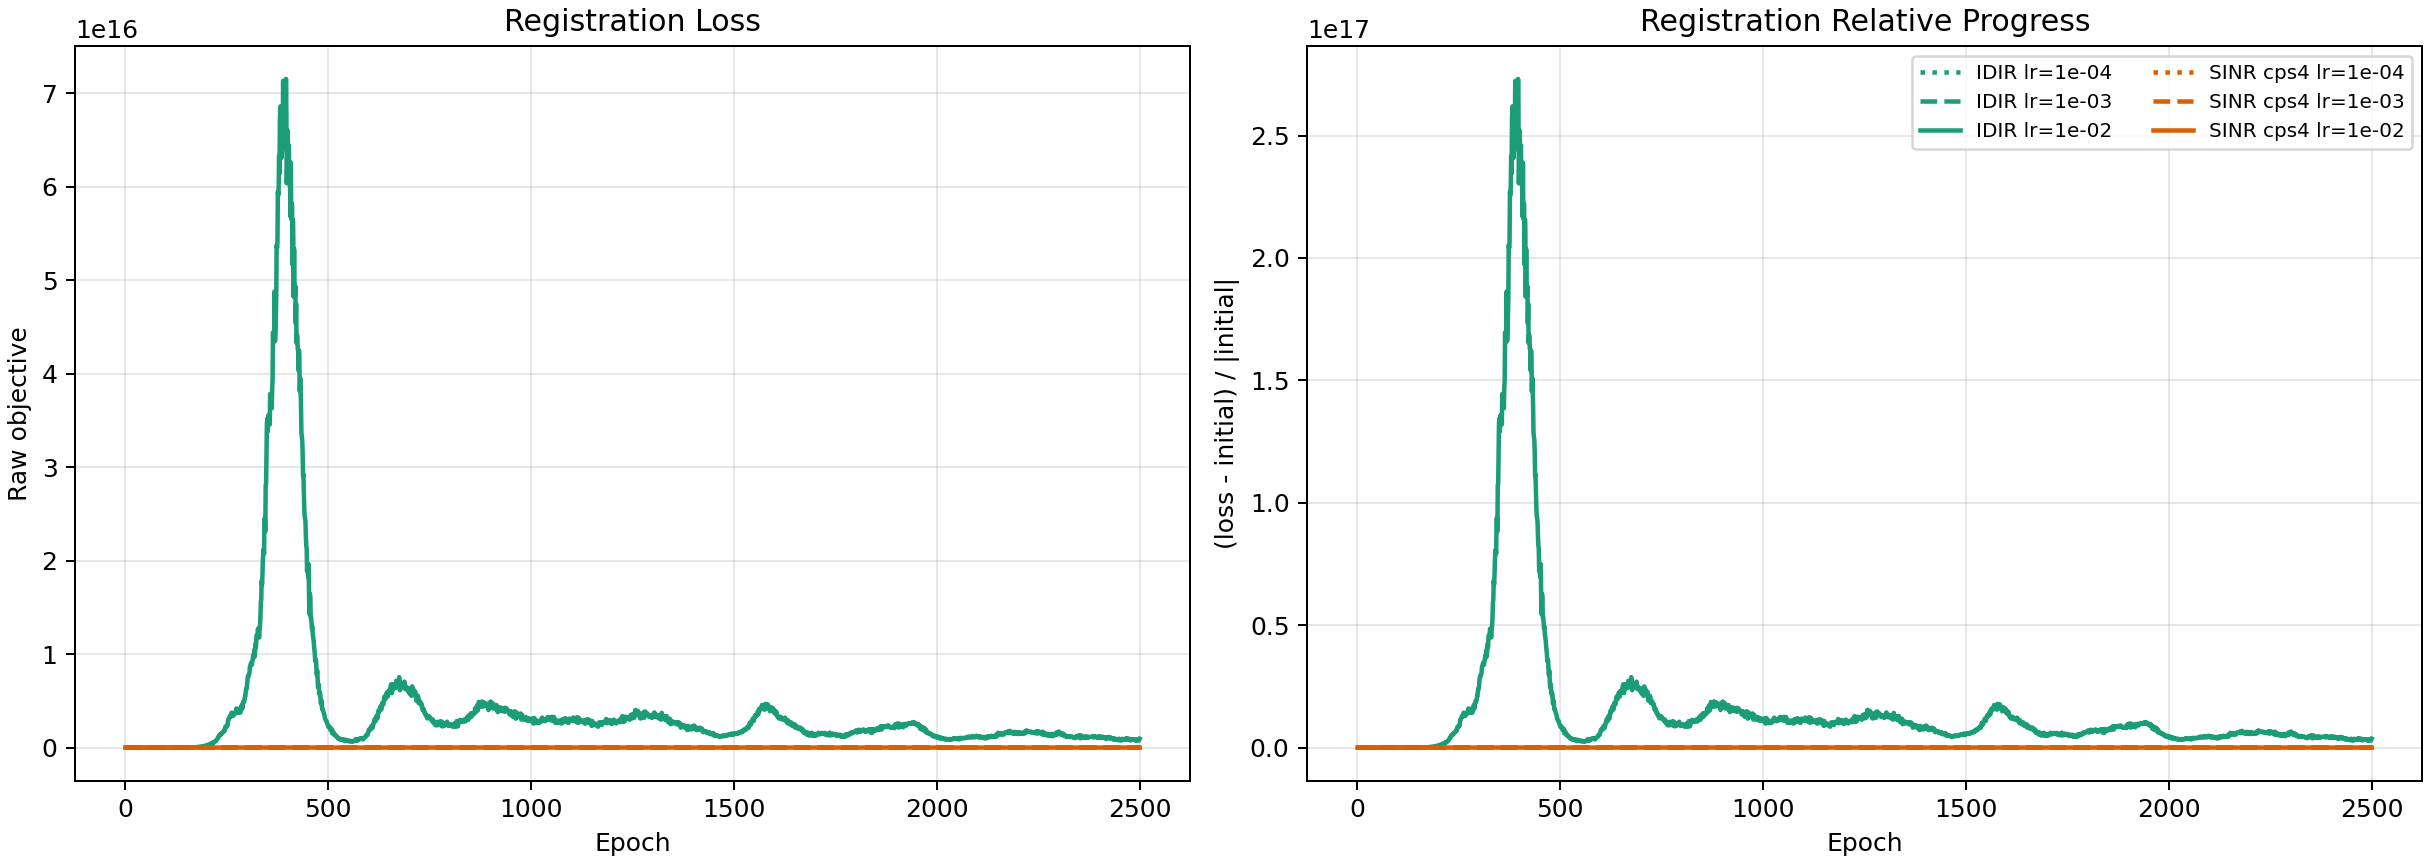 Registration Loss
1e16
7
6
5
4
3
2
1
0
Raw objective
0 500 1000 1500 2000 2500
Epoch
Registration Relative Progress
1e17
2.5
2.0
1.5
1.0
0.5
0.0
(loss - initial) / |initial|
0 500 1000 1500 2000 2500
Epoch
IDIR lr=1e-04
IDIR lr=1e-03
IDIR lr=1e-02
SINR cps4 lr=1e-04
SINR cps4 lr=1e-03
SINR cps4 lr=1e-02